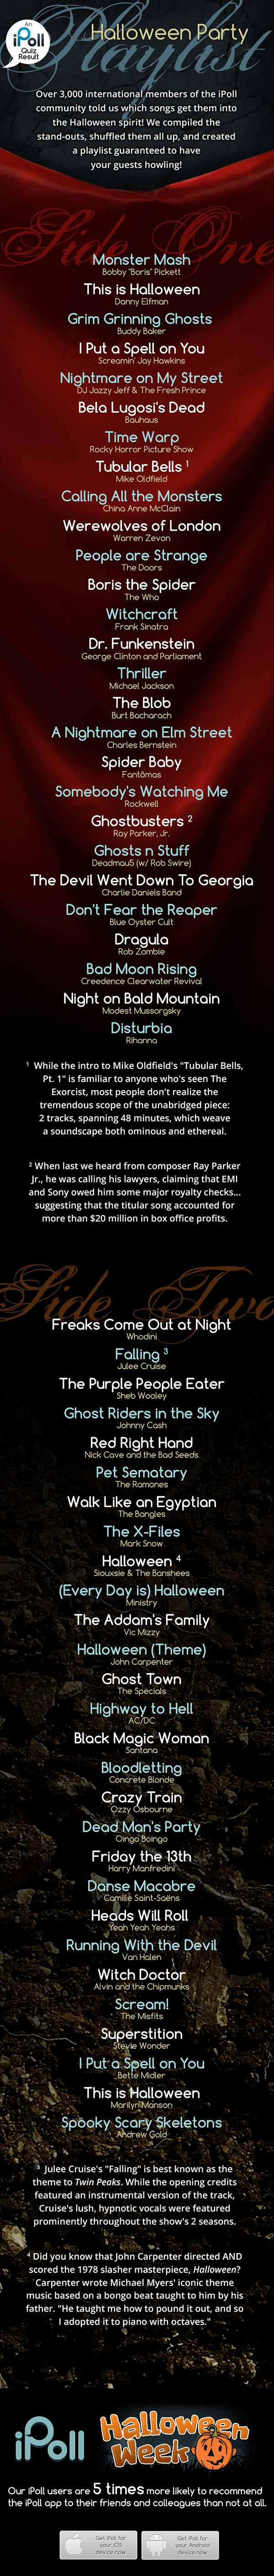 An
iPoll
Quiz
Result
Halloween Party
Playlist
Over 3,000 international members of the iPoll
community told us which songs get them into
the Halloween spirit! We compiled the
stand-outs, shuffled them all up, and created
a playlist guaranteed to have
your guests howling!
Side One
Monster Mash
Bobby "Boris" Pickett
This is Halloween
Danny Elfman
Grim Grinning Ghosts
Buddy Baker
I Put a Spell on You
Screamin' Jay Hawkins
Nightmare on My Street
DJ Jazzy Jeff & The Fresh Prince
Bela Lugosi's Dead
Bauhaus
Time Warp
Rocky Horror Picture Show
Tubular Bells ¹
Mike Oldfield
Calling All the Monsters
China Anne McClain
Werewolves of London
Warren Zevon
People are Strange
The Doors
Boris the Spider
The Who
Witchcraft
Frank Sinatra
Dr. Funkenstein
George Clinton and Parliament
Thriller
Michael Jackson
The Blob
Burt Bacharach
A Nightmare on Elm Street
Charles Bernstein
Spider Baby
Fantômas
Somebody's Watching Me
Rockwell
Ghostbusters ²
Ray Parker, Jr.
Ghosts n Stuff
Deadmau5 (w/ Rob Swire)
The Devil Went Down To Georgia
Charlie Daniels Band
Don't Fear the Reaper
Blue Oyster Cult
Dragula
Rob Zombie
Bad Moon Rising
Creedence Clearwater Revival
Night on Bald Mountain
Modest Mussorgsky
Disturbia
Rihanna
¹ While the intro to Mike Oldfield's "Tubular Bells,
Pt. 1" is familiar to anyone who's seen The
Exorcist, most people don't realize the
tremendous scope of the unabridged piece:
2 tracks, spanning 48 minutes, which weave
a soundscape both ominous and ethereal.
² When last we heard from composer Ray Parker
Jr., he was calling his lawyers, claiming that EMI
and Sony owed him some major royalty checks...
suggesting that the titular song accounted for
more than $20 million in box office profits.
Side Two
Freaks Come Out at Night
Whodini
Falling ³
Julee Cruise
The Purple People Eater
Sheb Wooley
Ghost Riders in the Sky
Johnny Cash
Red Right Hand
Nick Cave and the Bad Seeds
Pet Sematary
The Ramones
Walk Like an Egyptian
The Bangles
The X-Files
Mark Snow
Halloween ⁴
Siouxsie & The Banshees
(Every Day is) Halloween
Ministry
The Addam's Family
Vic Mizzy
Halloween (Theme)
John Carpenter
Ghost Town
The Specials
Highway to Hell
AC/DC
Black Magic Woman
Santana
Bloodletting
Concrete Blonde
Crazy Train
Ozzy Osbourne
Dead Man's Party
Oingo Boingo
Friday the 13th
Harry Manfredini
Danse Macabre
Camille Saint-Saëns
Heads Will Roll
Yeah Yeah Yeahs
Running With the Devil
Van Halen
Witch Doctor
Alvin and the Chipmunks
Scream!
The Misfits
Superstition
Stevie Wonder
I Put a Spell on You
Bette Midler
This is Halloween
Marilyn Manson
Spooky Scary Skeletons
Andrew Gold
³ Julee Cruise's "Falling" is best known as the
theme to Twin Peaks. While the opening credits
featured an instrumental version of the track,
Cruise's lush, hypnotic vocals were featured
prominently throughout the show's 2 seasons.
⁴ Did you know that John Carpenter directed AND
scored the 1978 slasher masterpiece, Halloween?
Carpenter wrote Michael Myers' iconic theme
music based on a bongo beat taught to him by his
father. "He taught me how to pound it out, and so
I adopted it to piano with octaves."
iPoll
Halloween
Week
Our iPoll users are 5 times more likely to recommend
the iPoll app to their friends and colleagues than not at all.
Get iPoll for
your iOS
device now
Get iPoll for
your Android
device now